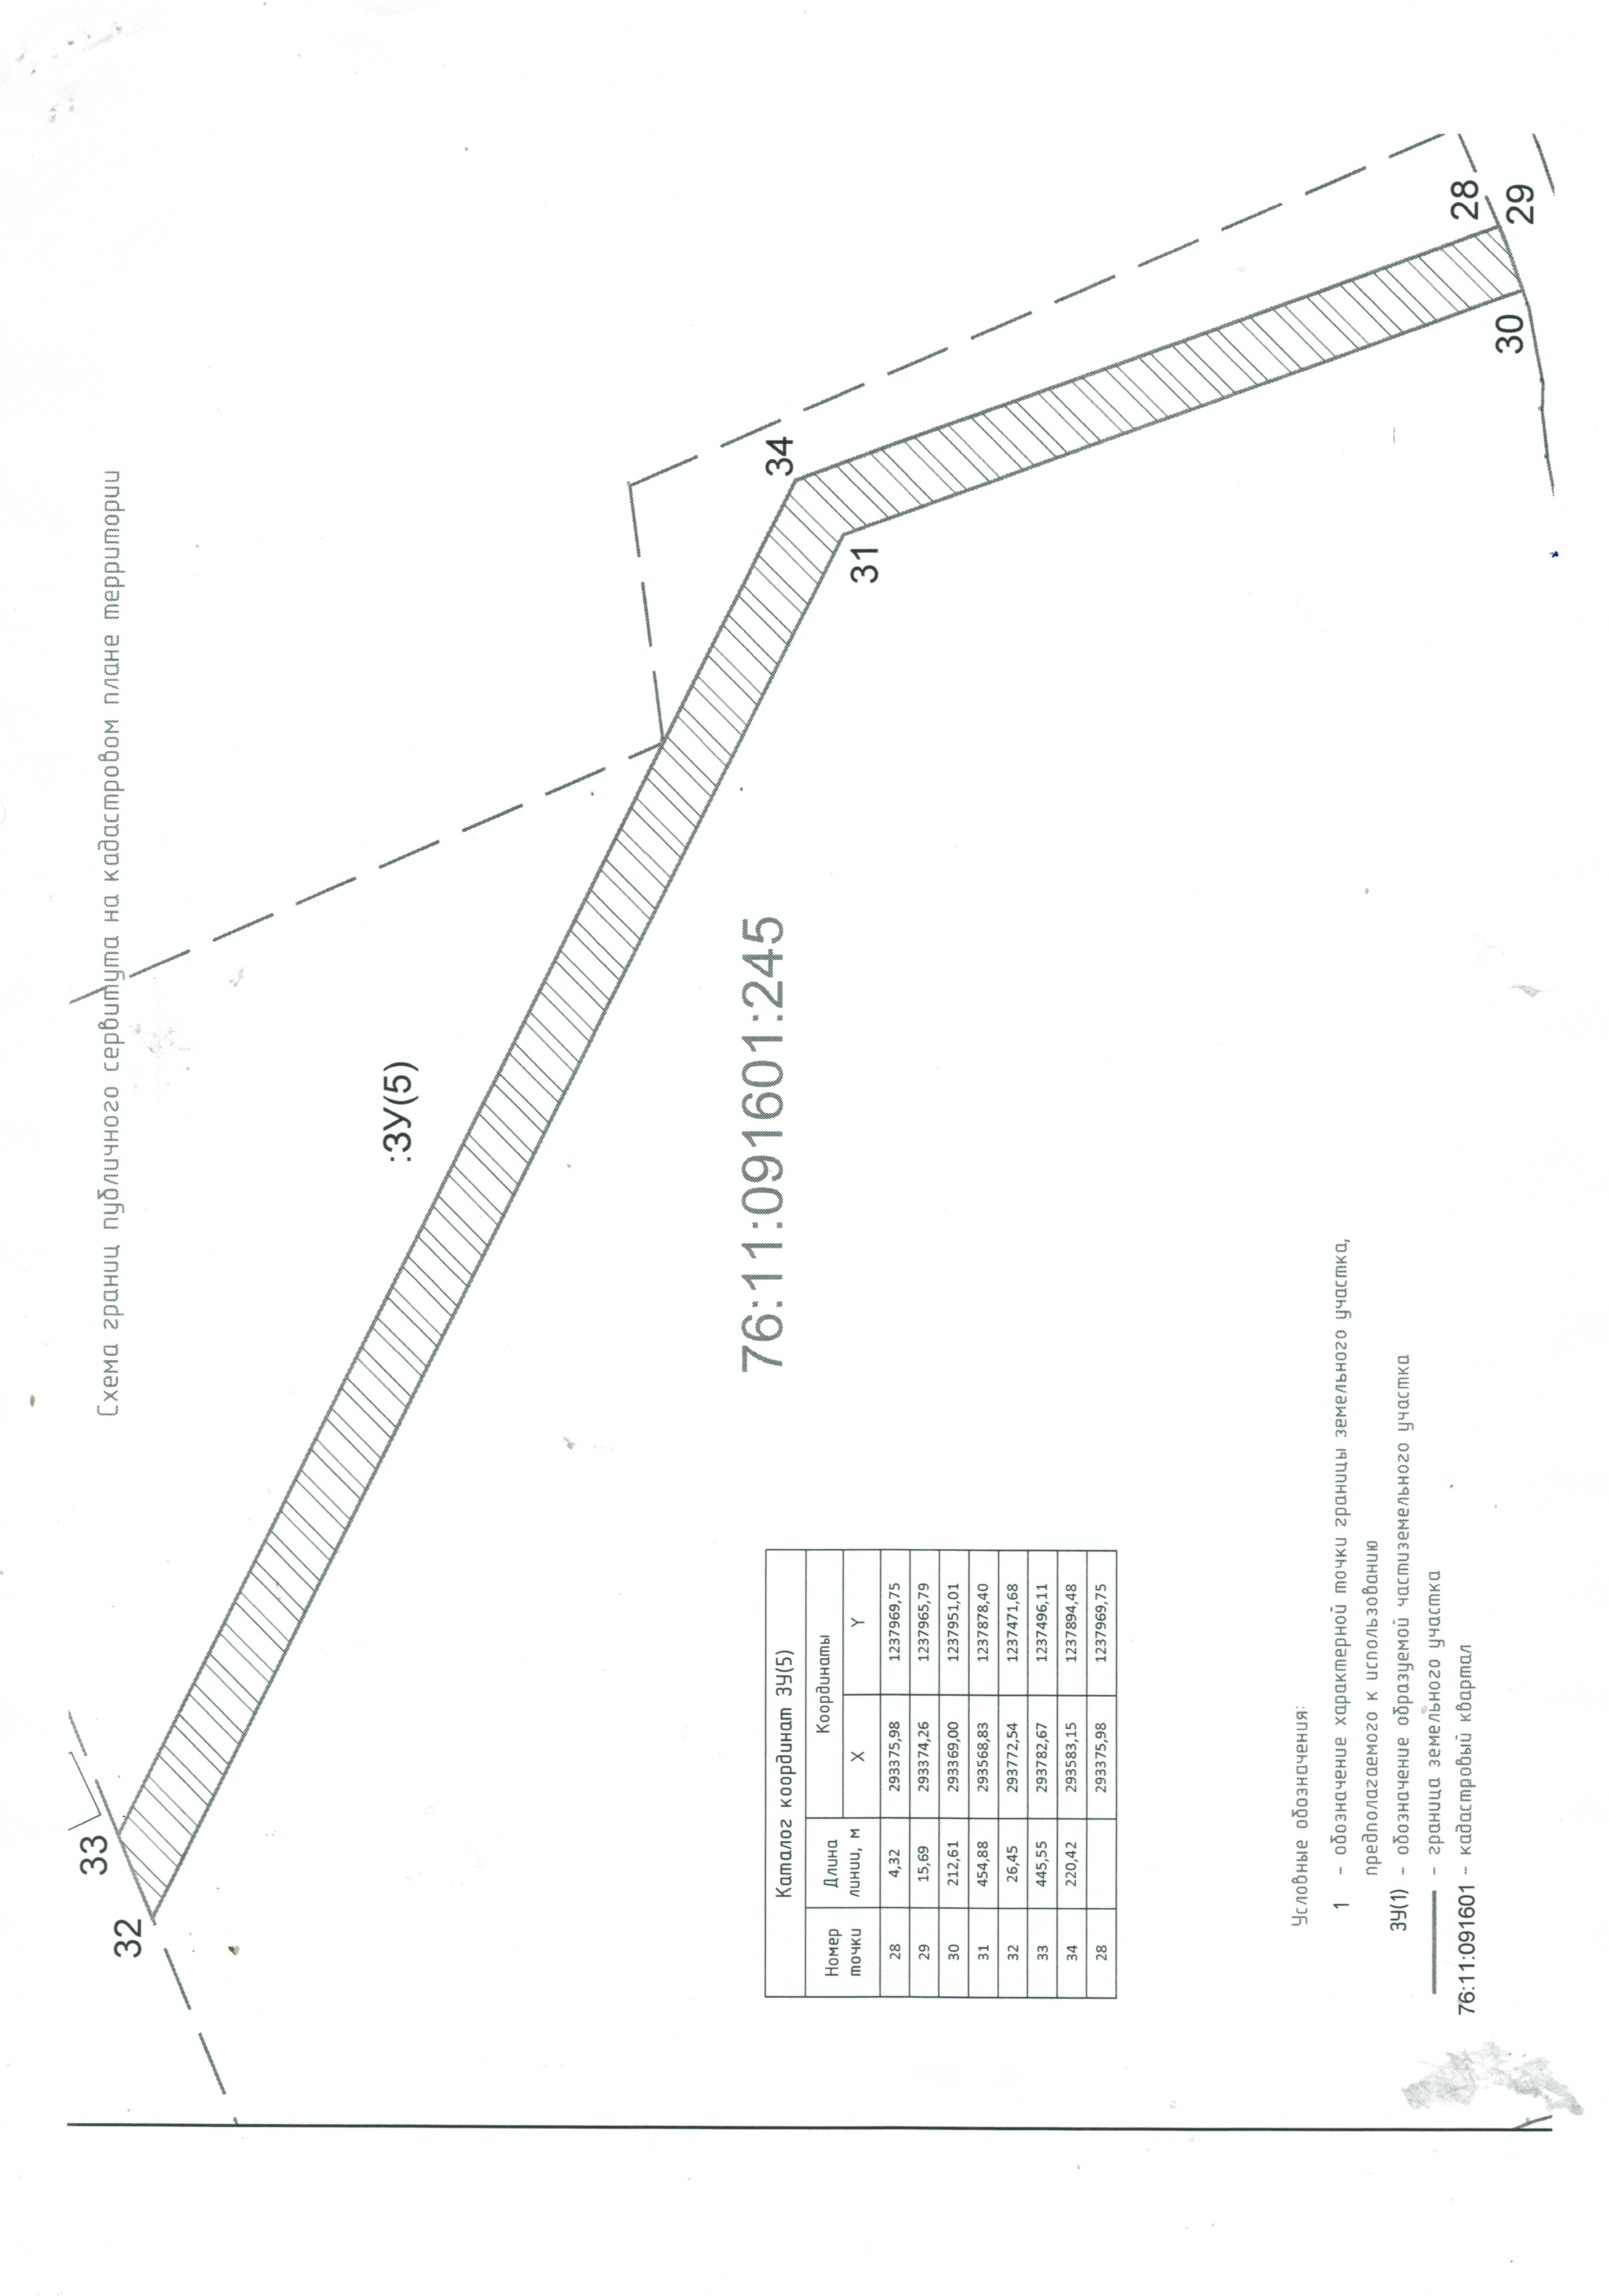 Схема границ публичного сервитута на кадастровом плане территории
33
32
:ЗУ(5)
34
31
28
29
30
76:11:091601:245
Каталог координат ЗУ(5)
Номер точки Длина линии, м Координаты
X Y
28 4,32 293375,98 1237969,75
29 15,69 293374,26 1237965,79
30 212,61 293369,00 1237951,01
31 454,88 293568,83 1237878,40
32 26,45 293772,54 1237471,68
33 445,55 293782,67 1237496,11
34 220,42 293583,15 1237894,48
28 293375,98 1237969,75
Условные обозначения:
1 – обозначение характерной точки границы земельного участка,
предполагаемого к использованию
ЗУ(1) – обозначение образуемой частиземельного участка
– граница земельного участка
76:11:091601 – кадастровый квартал